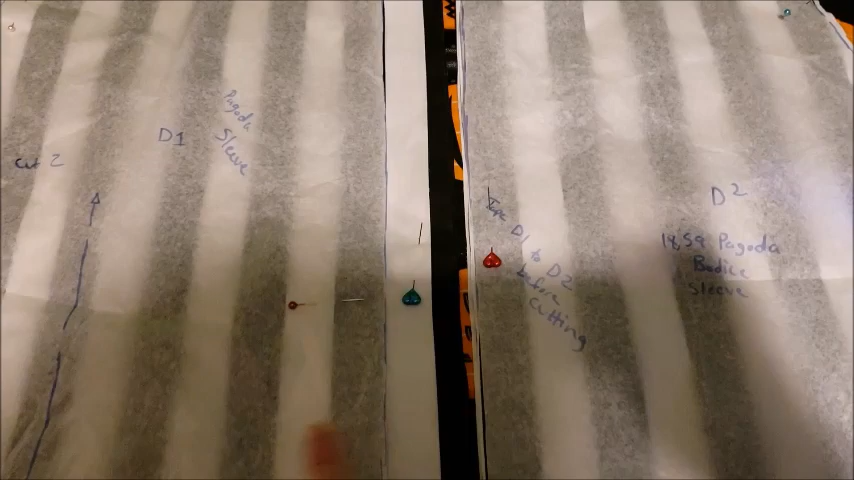 Pagoda
Sleeve
D1
cut 2
Tape D1 to D2
before
cutting
D2
1859 Pagoda
Bodice
Sleeve